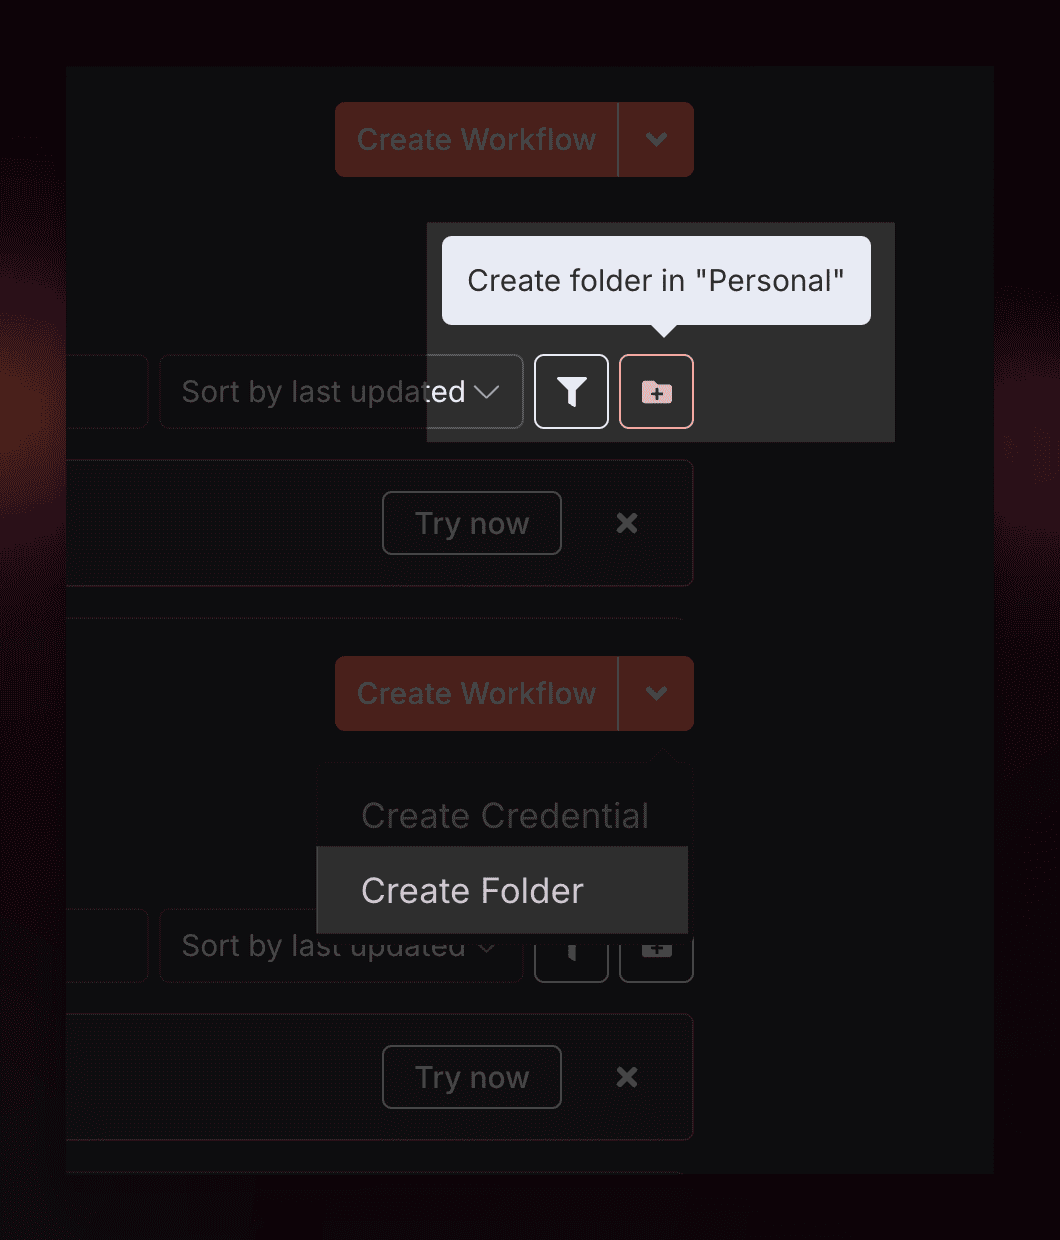 Create Workflow
Create folder in "Personal"
Sort by last updated
Try now
Create Workflow
Create Credential
Create Folder
Sort by last updated
Try now